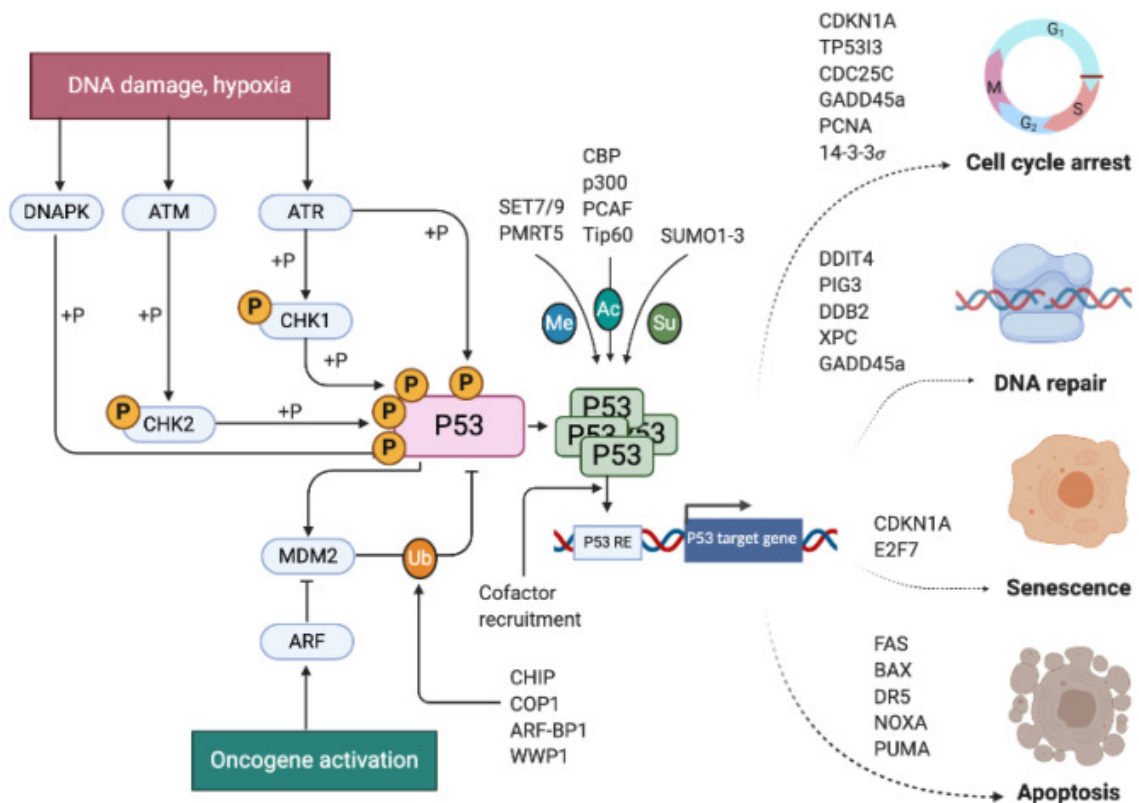 DNA damage, hypoxia
DNAPK
ATM
ATR
+P
+P
+P
+P
P
CHK1
+P
P
CHK2
+P
P
P
P
P
P53
SET7/9
PMRT5
CBP
p300
PCAF
Tip60
SUMO1-3
Me
Ac
Su
P53
P53
53
P53
MDM2
Ub
ARF
Oncogene activation
CHIP
COP1
ARF-BP1
WWP1
Cofactor
recruitment
P53 RE
P53 target gene
CDKN1A
TP53I3
CDC25C
GADD45a
PCNA
14-3-3σ
G₁
M
S
G₂
Cell cycle arrest
DDIT4
PIG3
DDB2
XPC
GADD45a
DNA repair
CDKN1A
E2F7
Senescence
FAS
BAX
DR5
NOXA
PUMA
Apoptosis